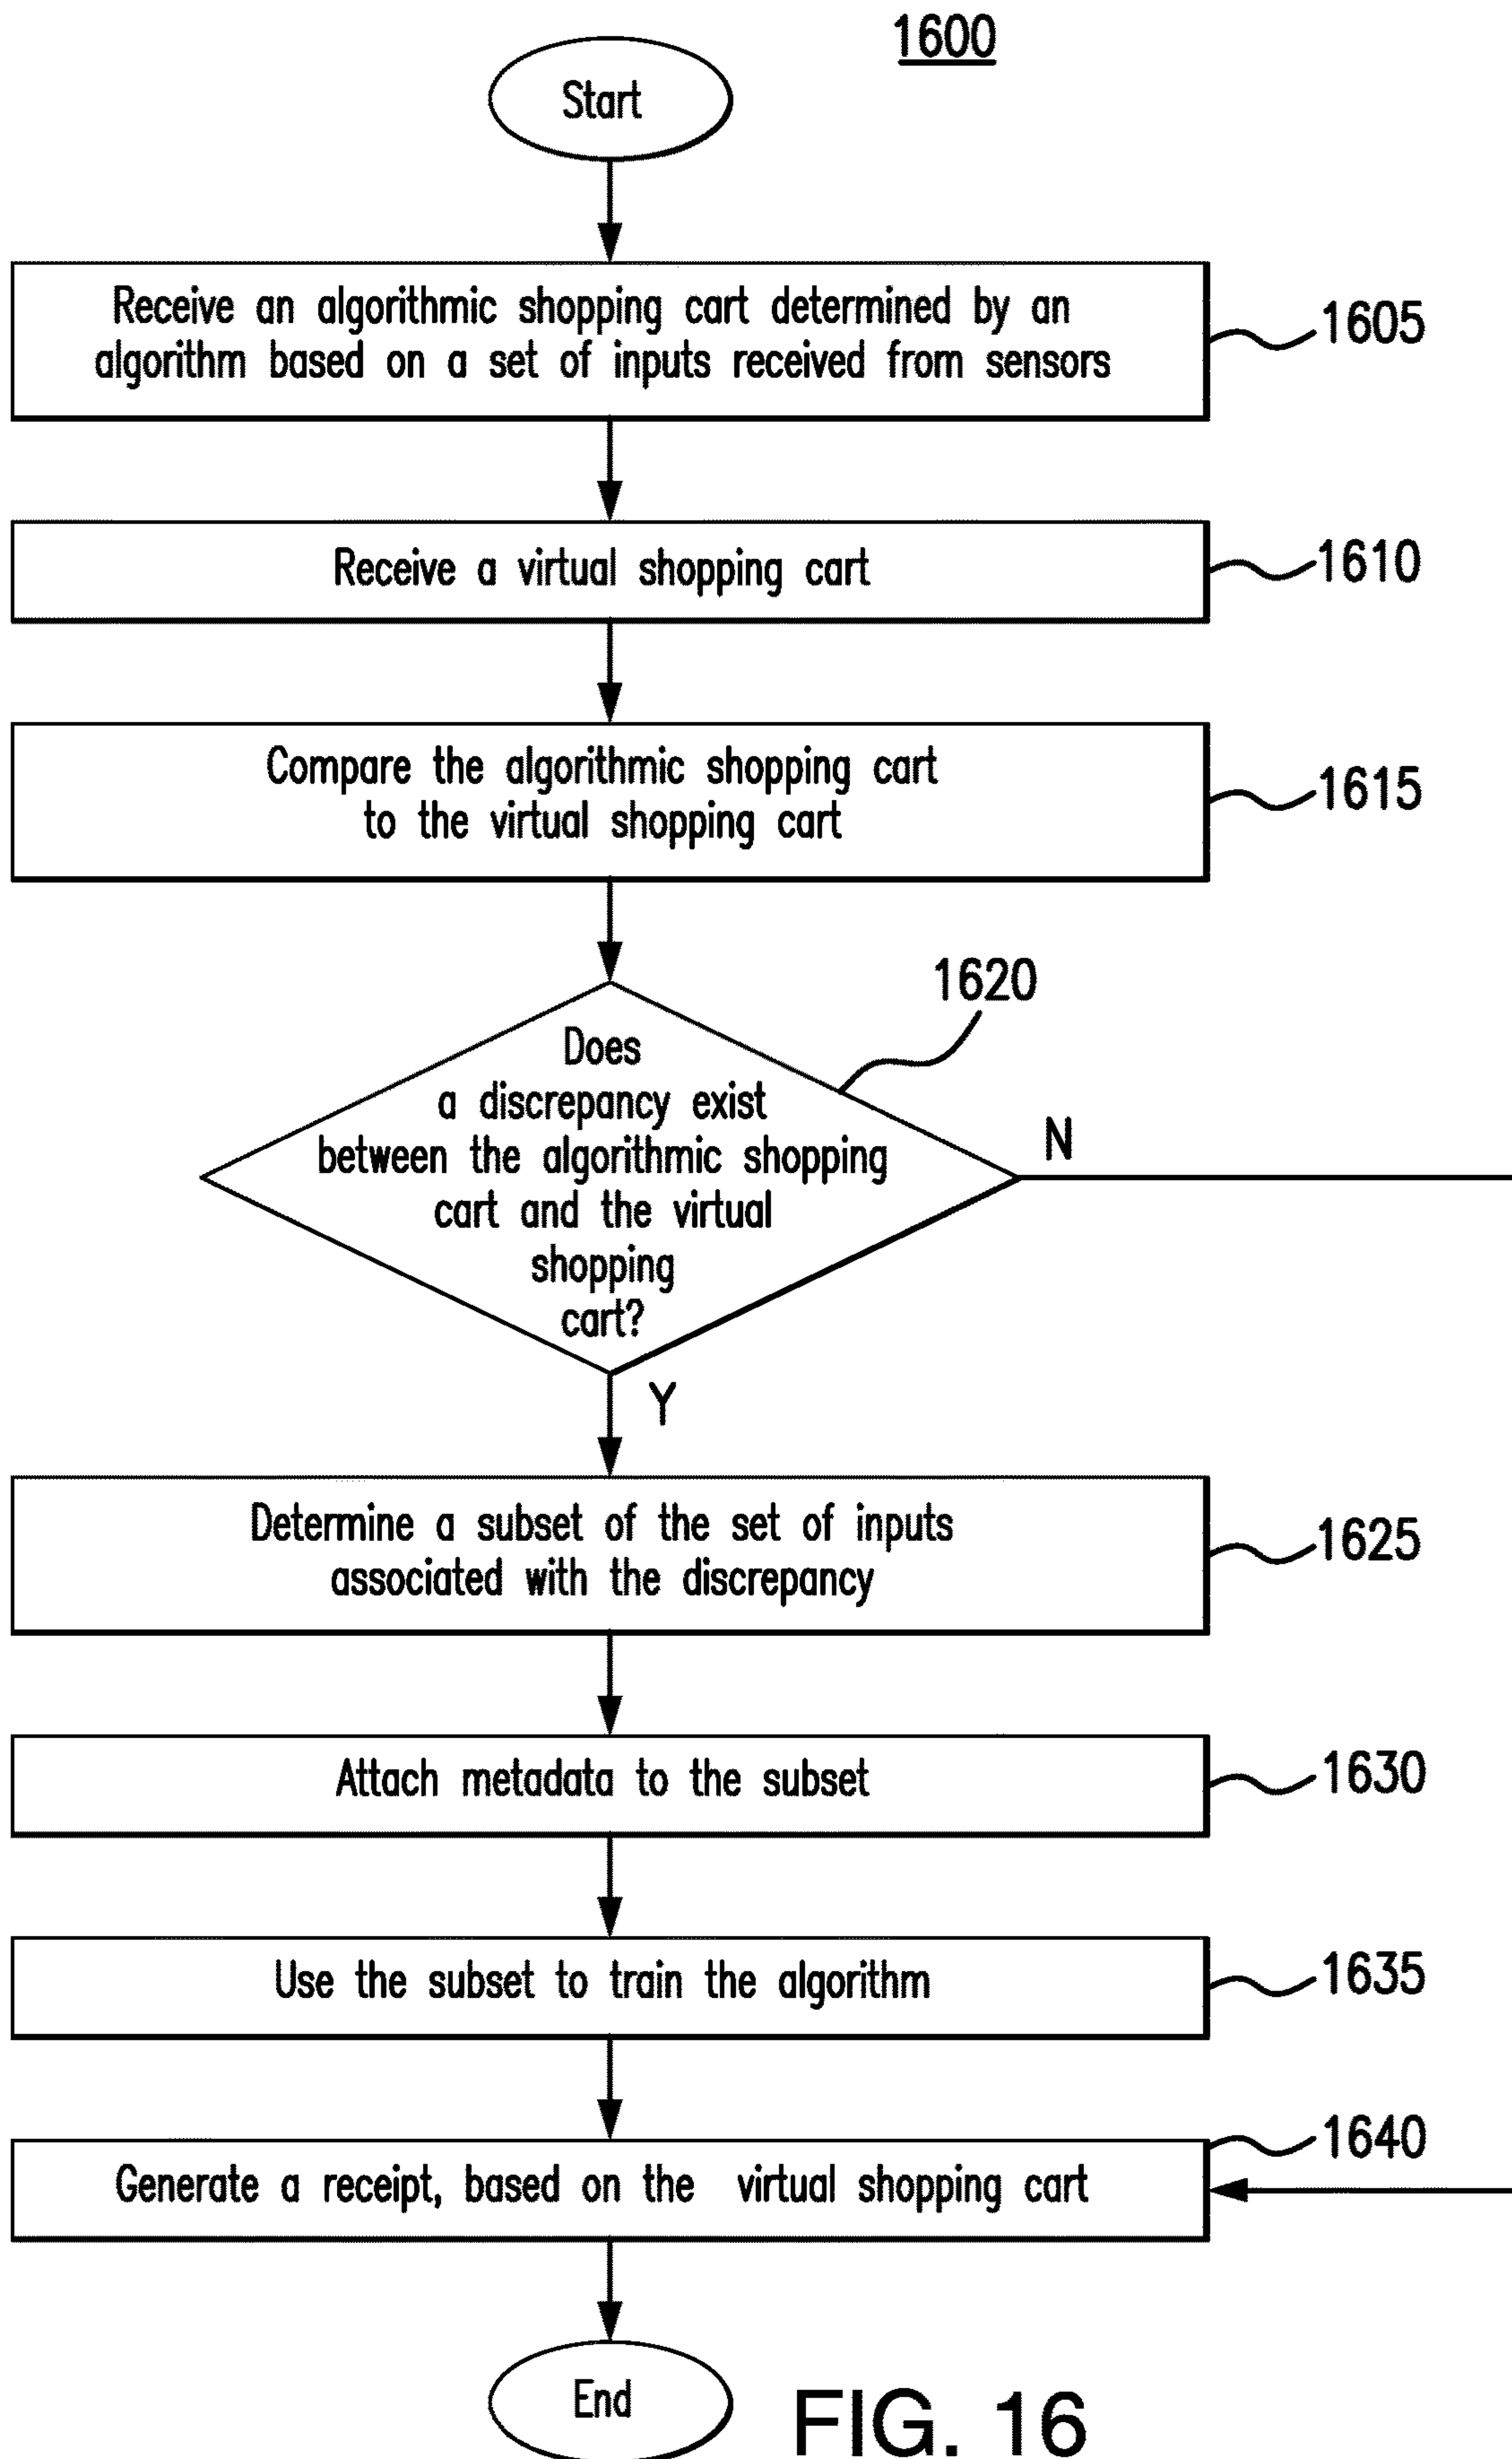 1600
Start
Receive an algorithmic shopping cart determined by an
algorithm based on a set of inputs received from sensors
1605
Receive a virtual shopping cart
1610
Compare the algorithmic shopping cart
to the virtual shopping cart
1615
1620
Does
a discrepancy exist
between the algorithmic shopping
cart and the virtual
shopping
cart?
N
Y
Determine a subset of the set of inputs
associated with the discrepancy
1625
Attach metadata to the subset
1630
Use the subset to train the algorithm
1635
Generate a receipt, based on the virtual shopping cart
1640
End
FIG. 16